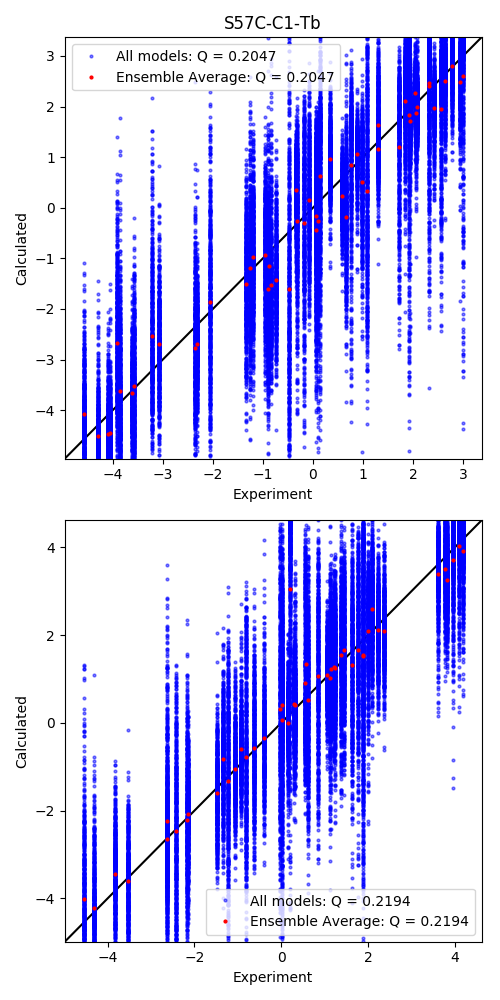 S57C-C1-Tb
All models: Q = 0.2047
Ensemble Average: Q = 0.2047
3
2
1
0
−1
−2
−3
−4
Calculated
−4 −3 −2 −1 0 1 2 3
Experiment
4
2
0
−2
−4
Calculated
All models: Q = 0.2194
Ensemble Average: Q = 0.2194
−4 −2 0 2 4
Experiment